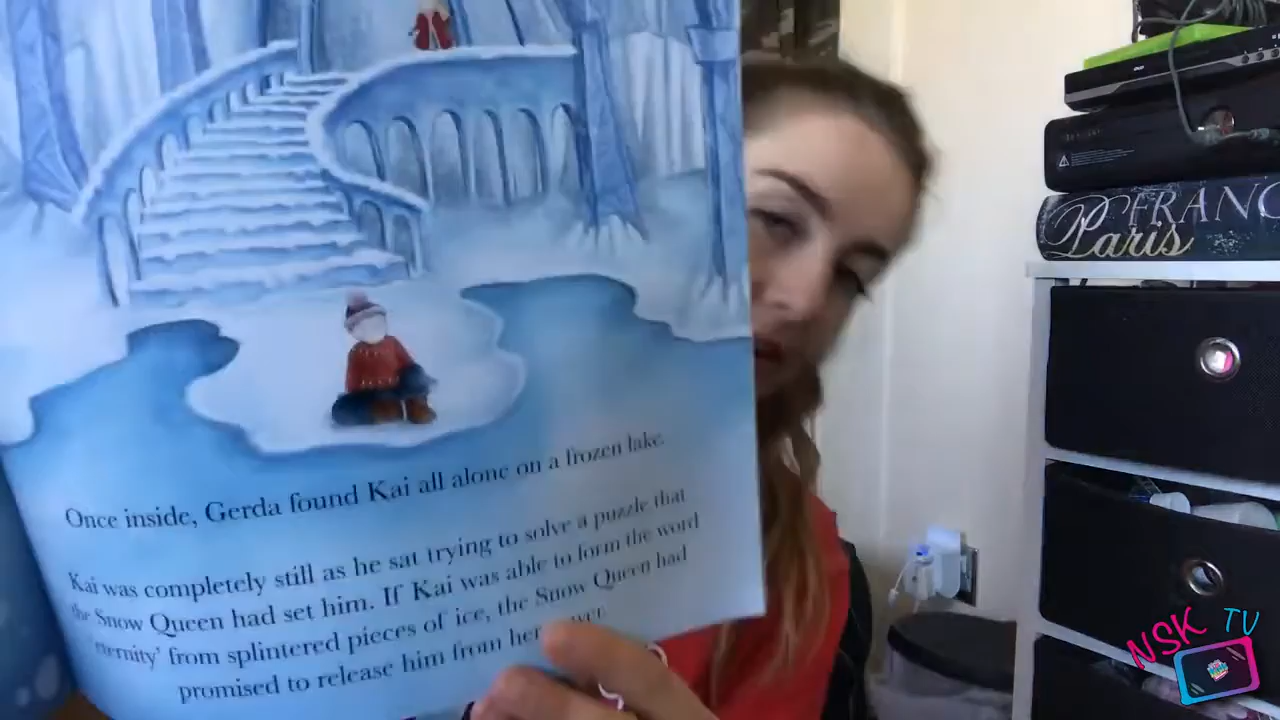 Once inside, Gerda found Kai all alone on a frozen lake.
Kai was completely still as he sat trying to solve a puzzle that
the Snow Queen had set him. If Kai was able to form the word
eternity' from splintered pieces of ice, the Snow Queen had
promised to release him from her
FRANC
Paris
NSK TV